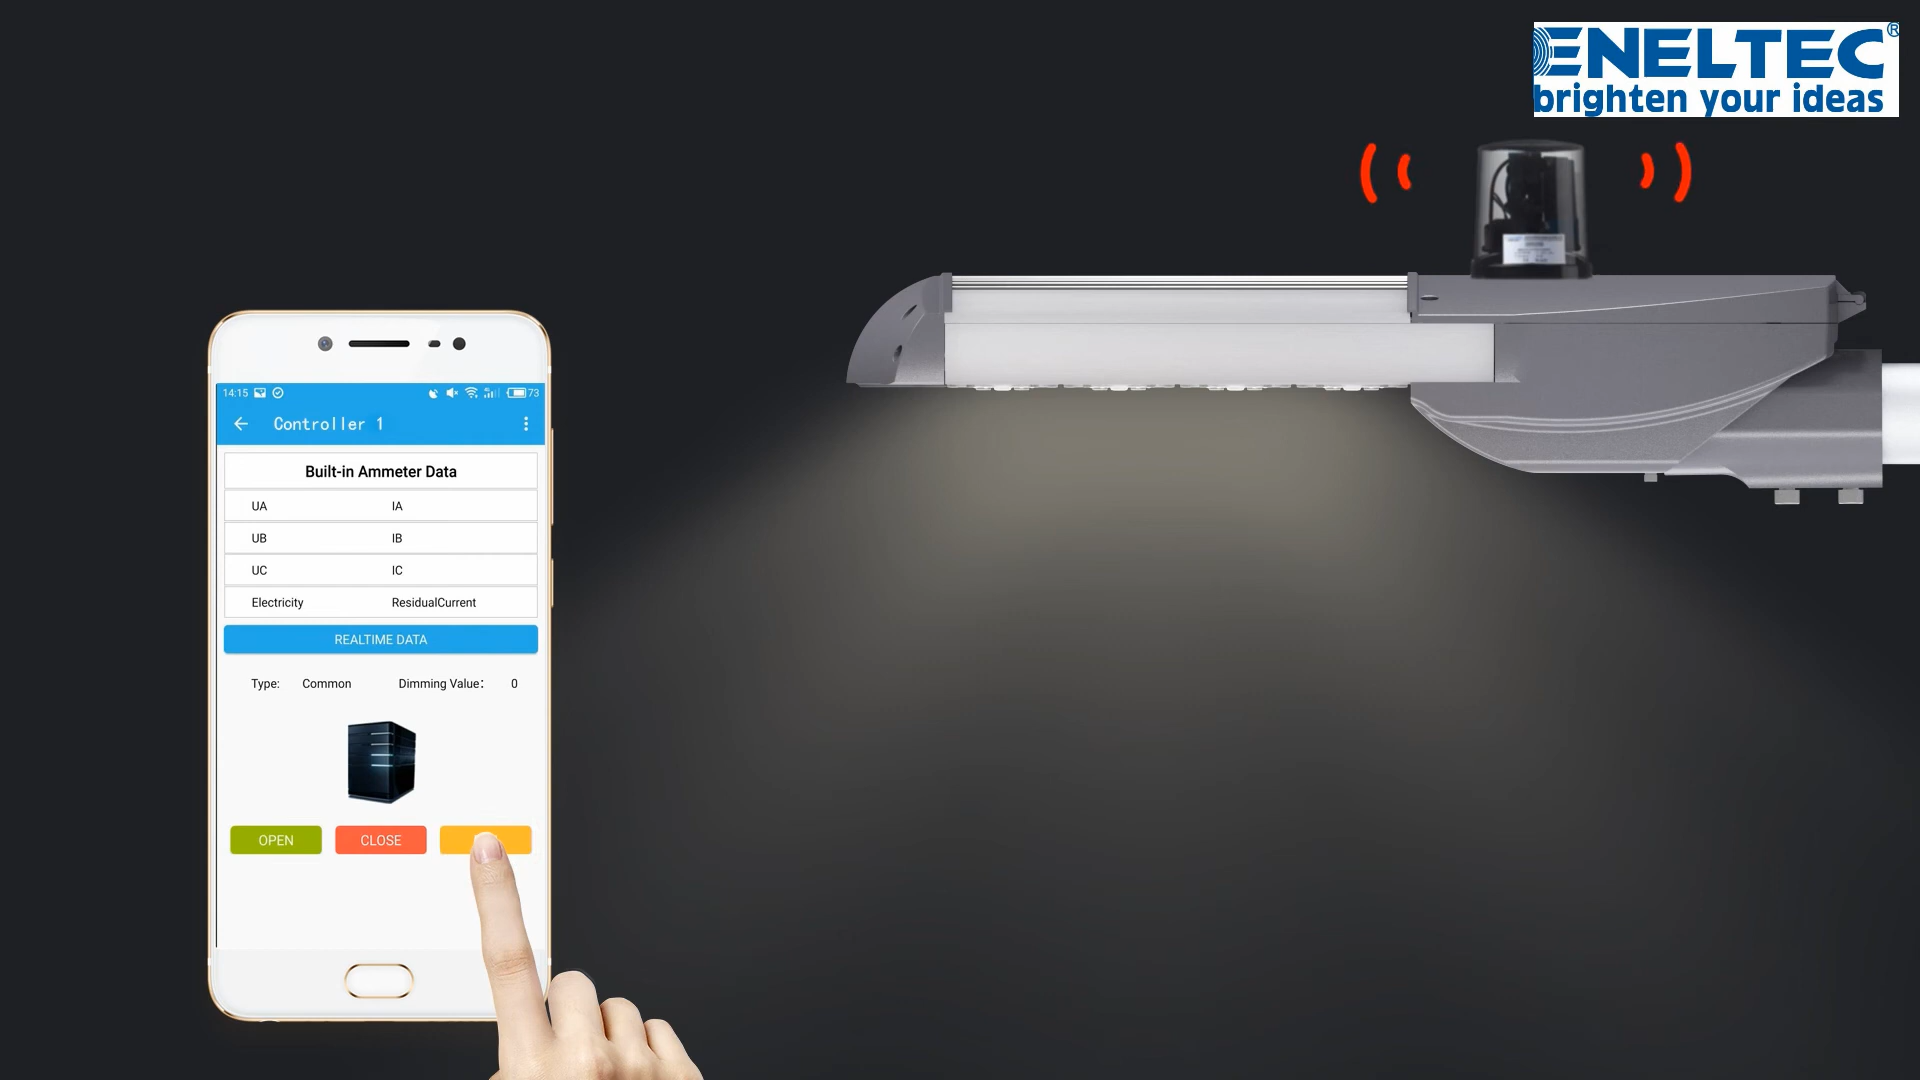 ENELTEC®
brighten your ideas
14:15
73
Controller 1
Built-in Ammeter Data
UA IA
UB IB
UC IC
Electricity ResidualCurrent
REALTIME DATA
Type: Common Dimming Value: 0
OPEN CLOSE